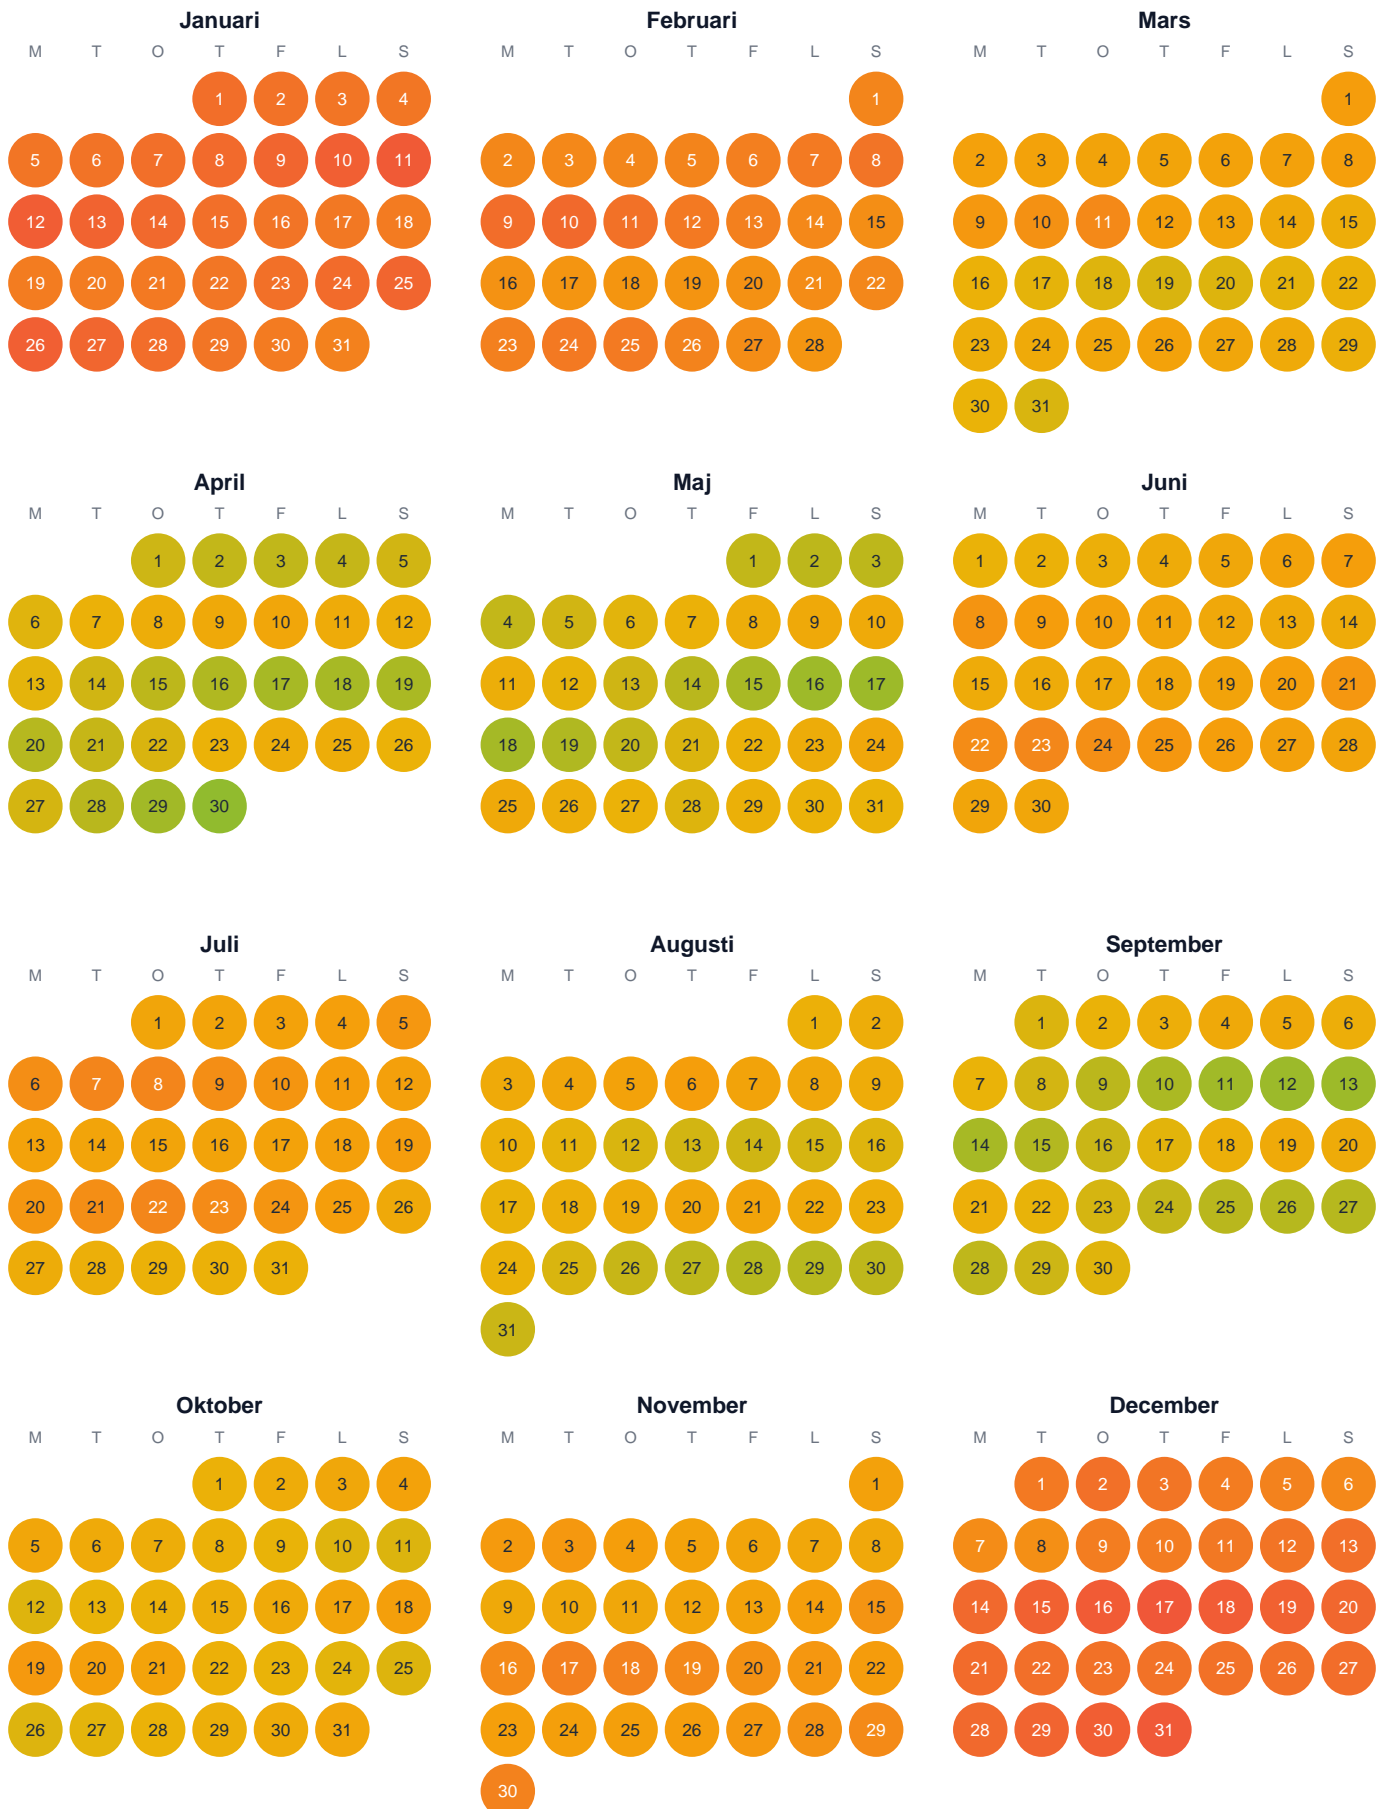 Januari Februari Mars
M T O T F L S M T O T F L S M T O T F L S
1 2 3 4 1 1
5 6 7 8 9 10 11 2 3 4 5 6 7 8 2 3 4 5 6 7 8
12 13 14 15 16 17 18 9 10 11 12 13 14 15 9 10 11 12 13 14 15
19 20 21 22 23 24 25 16 17 18 19 20 21 22 16 17 18 19 20 21 22
26 27 28 29 30 31 23 24 25 26 27 28 23 24 25 26 27 28 29
30 31
April Maj Juni
M T O T F L S M T O T F L S M T O T F L S
1 2 3 4 5 1 2 3 1 2 3 4 5 6 7
6 7 8 9 10 11 12 4 5 6 7 8 9 10 8 9 10 11 12 13 14
13 14 15 16 17 18 19 11 12 13 14 15 16 17 15 16 17 18 19 20 21
20 21 22 23 24 25 26 18 19 20 21 22 23 24 22 23 24 25 26 27 28
27 28 29 30 25 26 27 28 29 30 31 29 30
Juli Augusti September
M T O T F L S M T O T F L S M T O T F L S
1 2 3 4 5 1 2 1 2 3 4 5 6
6 7 8 9 10 11 12 3 4 5 6 7 8 9 7 8 9 10 11 12 13
13 14 15 16 17 18 19 10 11 12 13 14 15 16 14 15 16 17 18 19 20
20 21 22 23 24 25 26 17 18 19 20 21 22 23 21 22 23 24 25 26 27
27 28 29 30 31 24 25 26 27 28 29 30 28 29 30
31
Oktober November December
M T O T F L S M T O T F L S M T O T F L S
1 2 3 4 1 1 2 3 4 5 6
5 6 7 8 9 10 11 2 3 4 5 6 7 8 7 8 9 10 11 12 13
12 13 14 15 16 17 18 9 10 11 12 13 14 15 14 15 16 17 18 19 20
19 20 21 22 23 24 25 16 17 18 19 20 21 22 21 22 23 24 25 26 27
26 27 28 29 30 31 23 24 25 26 27 28 29 28 29 30 31
30